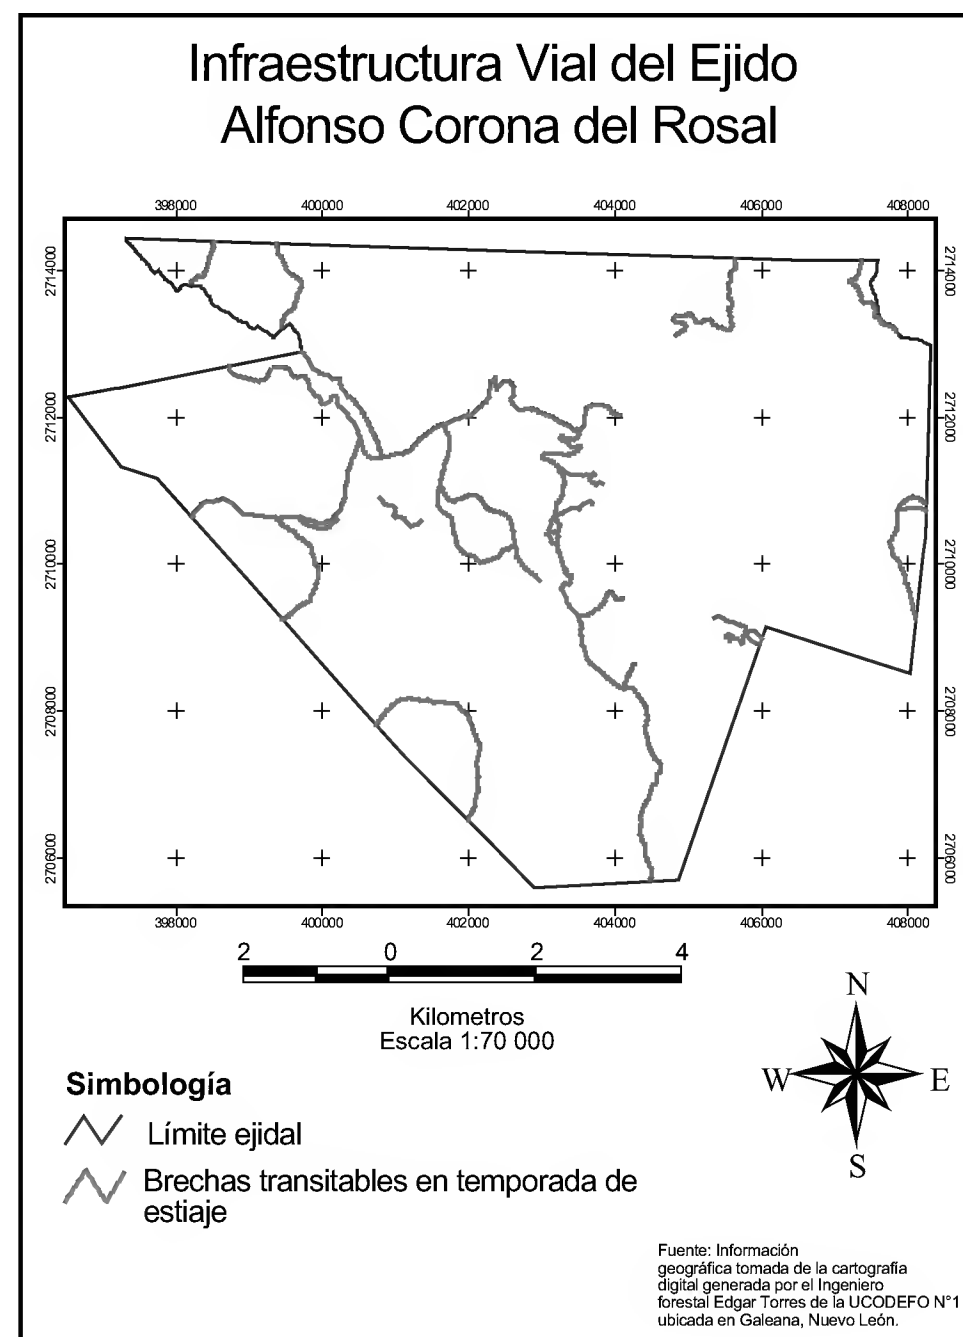 Infraestructura Vial del Ejido
Alfonso Corona del Rosal
398000 400000 402000 404000 406000 408000
2714000 2714000
2712000 2712000
2710000 2710000
2708000 2708000
2706000 2706000
398000 400000 402000 404000 406000 408000
2 0 2 4
Kilometros
Escala 1:70 000
N
W E
S
Simbología
Límite ejidal
Brechas transitables en temporada de
estiaje
Fuente: Información
geográfica tomada de la cartografía
digital generada por el Ingeniero
forestal Edgar Torres de la UCODEFO N°1
ubicada en Galeana, Nuevo León.